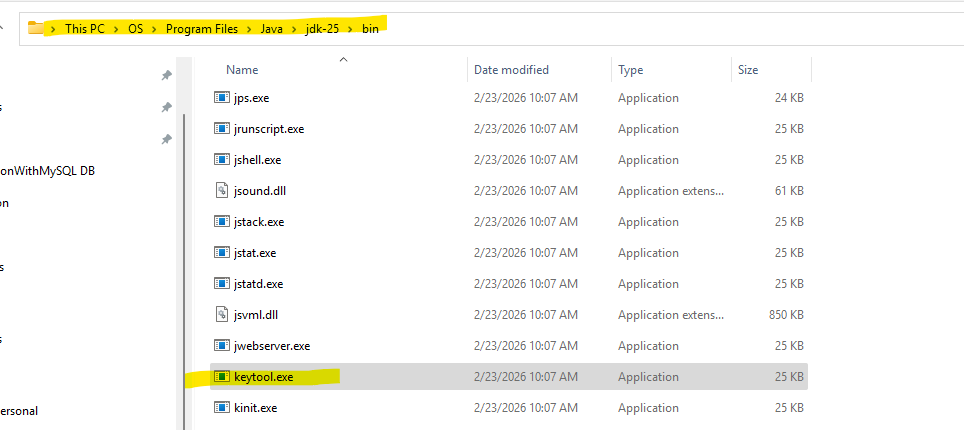 This PC > OS > Program Files > Java > jdk-25 > bin
Name Date modified Type Size
jps.exe 2/23/2026 10:07 AM Application 24 KB
jrunscript.exe 2/23/2026 10:07 AM Application 25 KB
jshell.exe 2/23/2026 10:07 AM Application 25 KB
onWithMySQL DB
jsound.dll 2/23/2026 10:07 AM Application extens... 61 KB
on
jstack.exe 2/23/2026 10:07 AM Application 25 KB
jstat.exe 2/23/2026 10:07 AM Application 25 KB
s
jstatd.exe 2/23/2026 10:07 AM Application 25 KB
jsvml.dll 2/23/2026 10:07 AM Application extens... 850 KB
jwebserver.exe 2/23/2026 10:07 AM Application 25 KB
keytool.exe 2/23/2026 10:07 AM Application 25 KB
ersonal
kinit.exe 2/23/2026 10:07 AM Application 25 KB